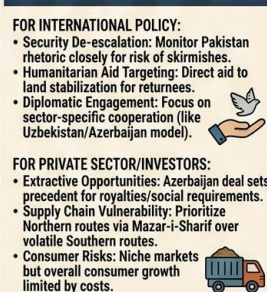 FOR INTERNATIONAL POLICY:
• Security De-escalation: Monitor Pakistan
rhetoric closely for risk of skirmishes.
• Humanitarian Aid Targeting: Direct aid to
land stabilization for returnees.
• Diplomatic Engagement: Focus on
sector-specific cooperation (like
Uzbekistan/Azerbaijan model).
FOR PRIVATE SECTOR/INVESTORS:
• Extractive Opportunities: Azerbaijan deal sets
precedent for royalties/social requirements.
• Supply Chain Vulnerability: Prioritize
Northern routes via Mazar-i-Sharif over
volatile Southern routes.
• Consumer Risks: Niche markets
but overall consumer growth
limited by costs.